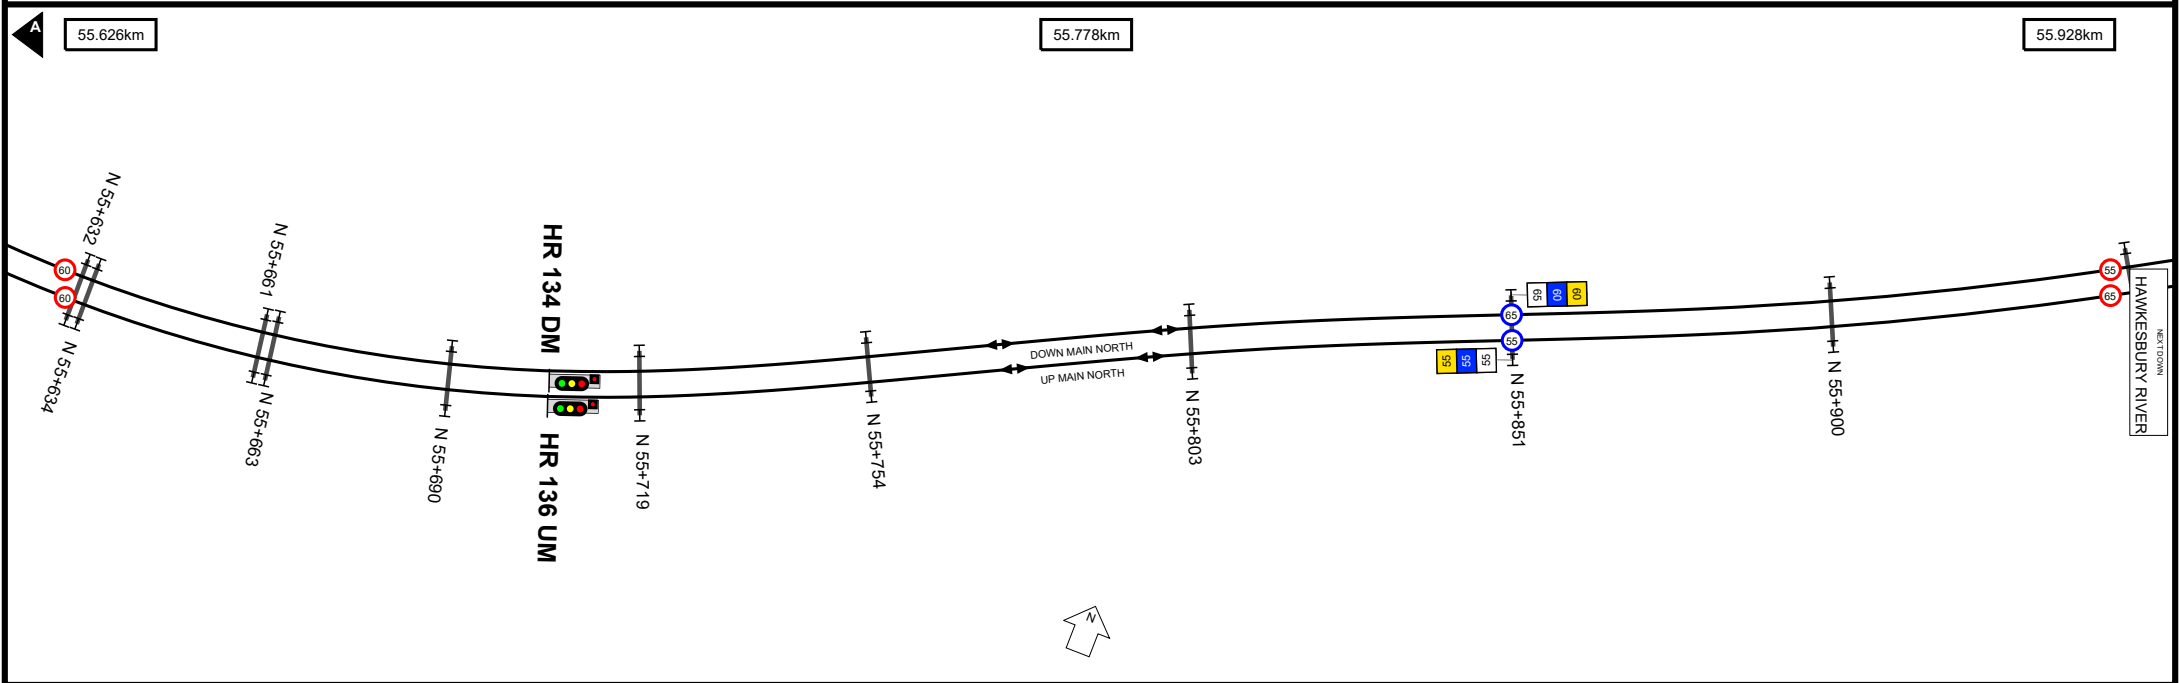 A
55.626km
55.778km
55.928km
N 55+632
N 55+661
HR 134 DM
60
60
N 55+634
N 55+663
N 55+690
HR 136 UM
N 55+719
N 55+754
DOWN MAIN NORTH
UP MAIN NORTH
N 55+803
65 60 60
65
55
55 55 55
N 55+851
N 55+900
55
65
NEXT DOWN
HAWKESBURY RIVER
N